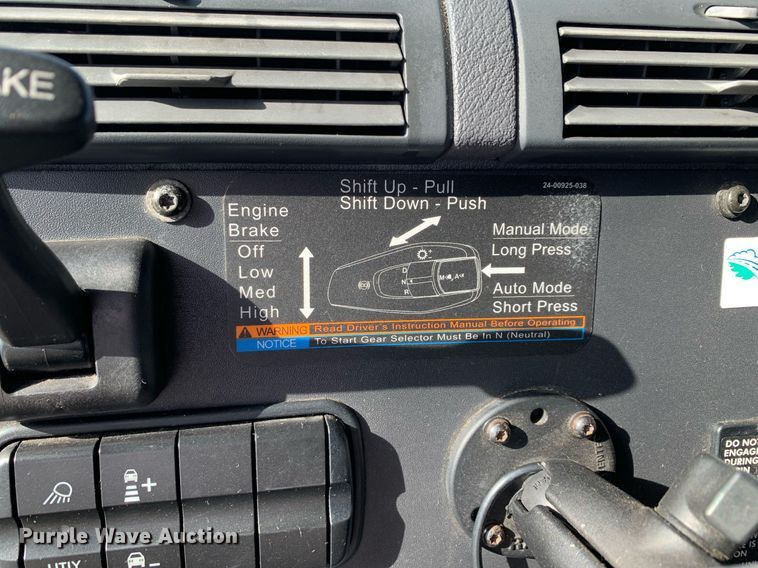 AKE
Shift Up - Pull
24-00925-038
Shift Down - Push
Engine
Brake
Off
Low
Med
High
Manual Mode
Long Press
Auto Mode
Short Press
D
N
R
M
A
WARNING Read Driver's Instruction Manual Before Operating
NOTICE To Start Gear Selector Must Be In N (Neutral)
DO NOT
ENGAGE
DURING
+
-
Purple Wave Auction